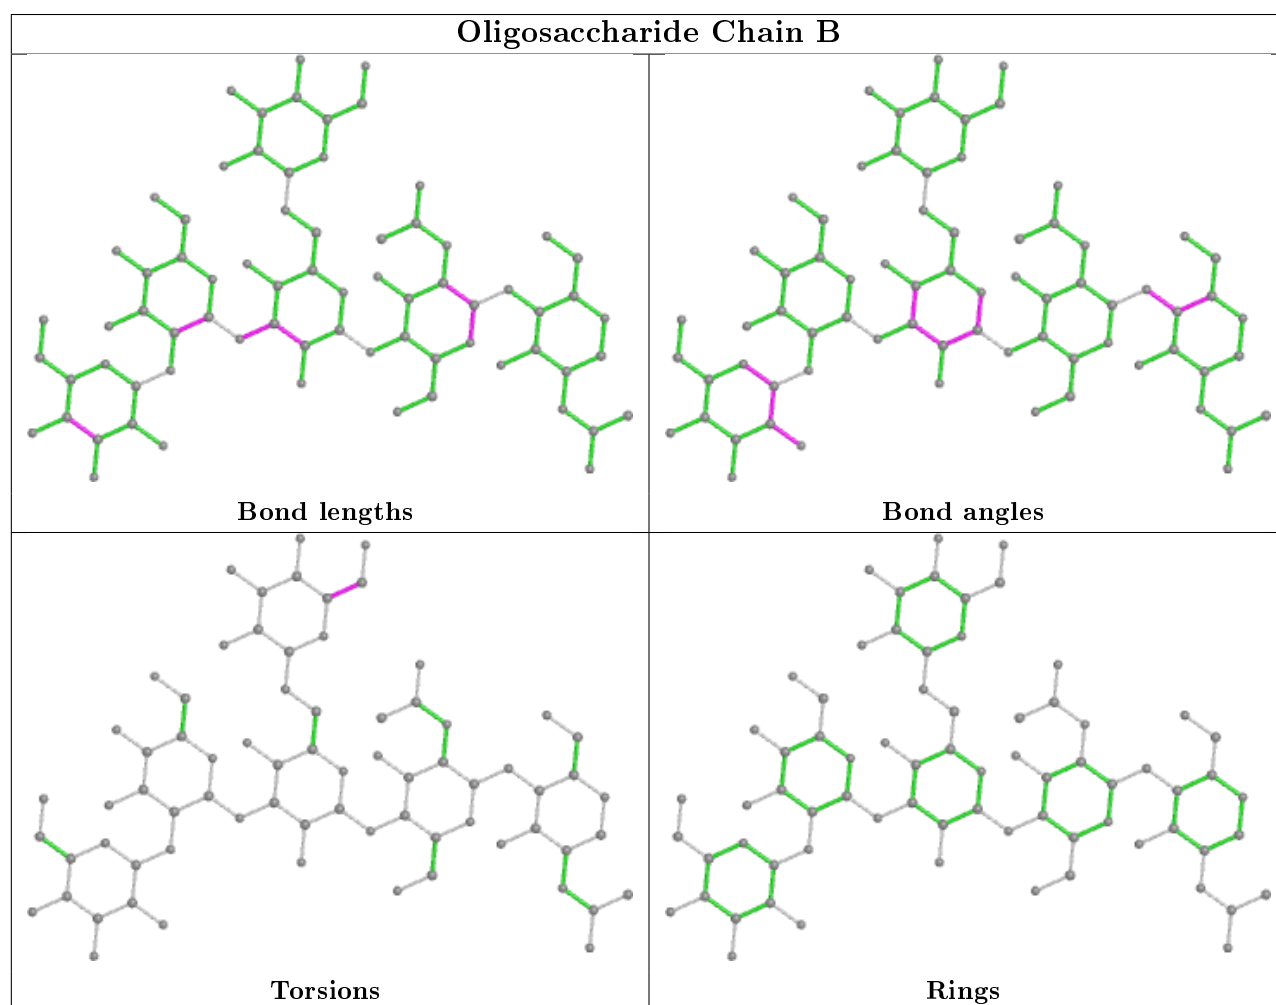 Oligosaccharide Chain B
Bond lengths
Bond angles
Torsions
Rings